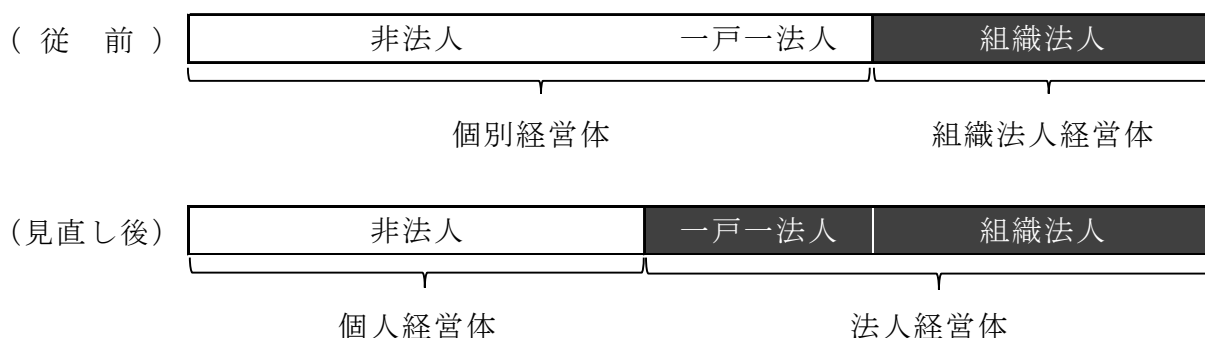 (従 前) 非法人 一戸一法人 組織法人
個別経営体 組織法人経営体
(見直し後) 非法人 一戸一法人 組織法人
個人経営体 法人経営体